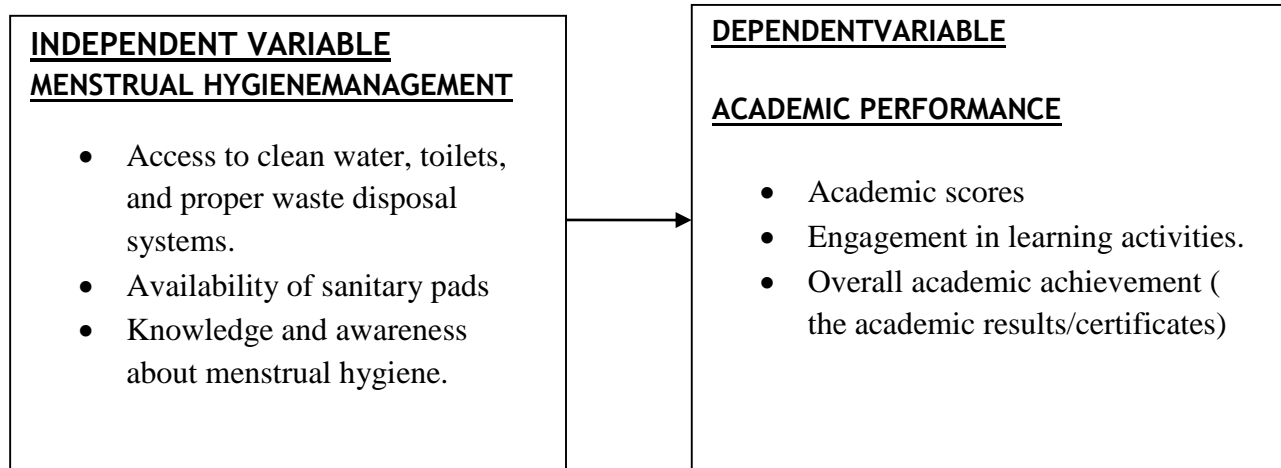 INDEPENDENT VARIABLE
MENSTRUAL HYGIENEMANAGEMENT
• Access to clean water, toilets,
and proper waste disposal
systems.
• Availability of sanitary pads
• Knowledge and awareness
about menstrual hygiene.
DEPENDENTVARIABLE
ACADEMIC PERFORMANCE
• Academic scores
• Engagement in learning activities.
• Overall academic achievement (
the academic results/certificates)